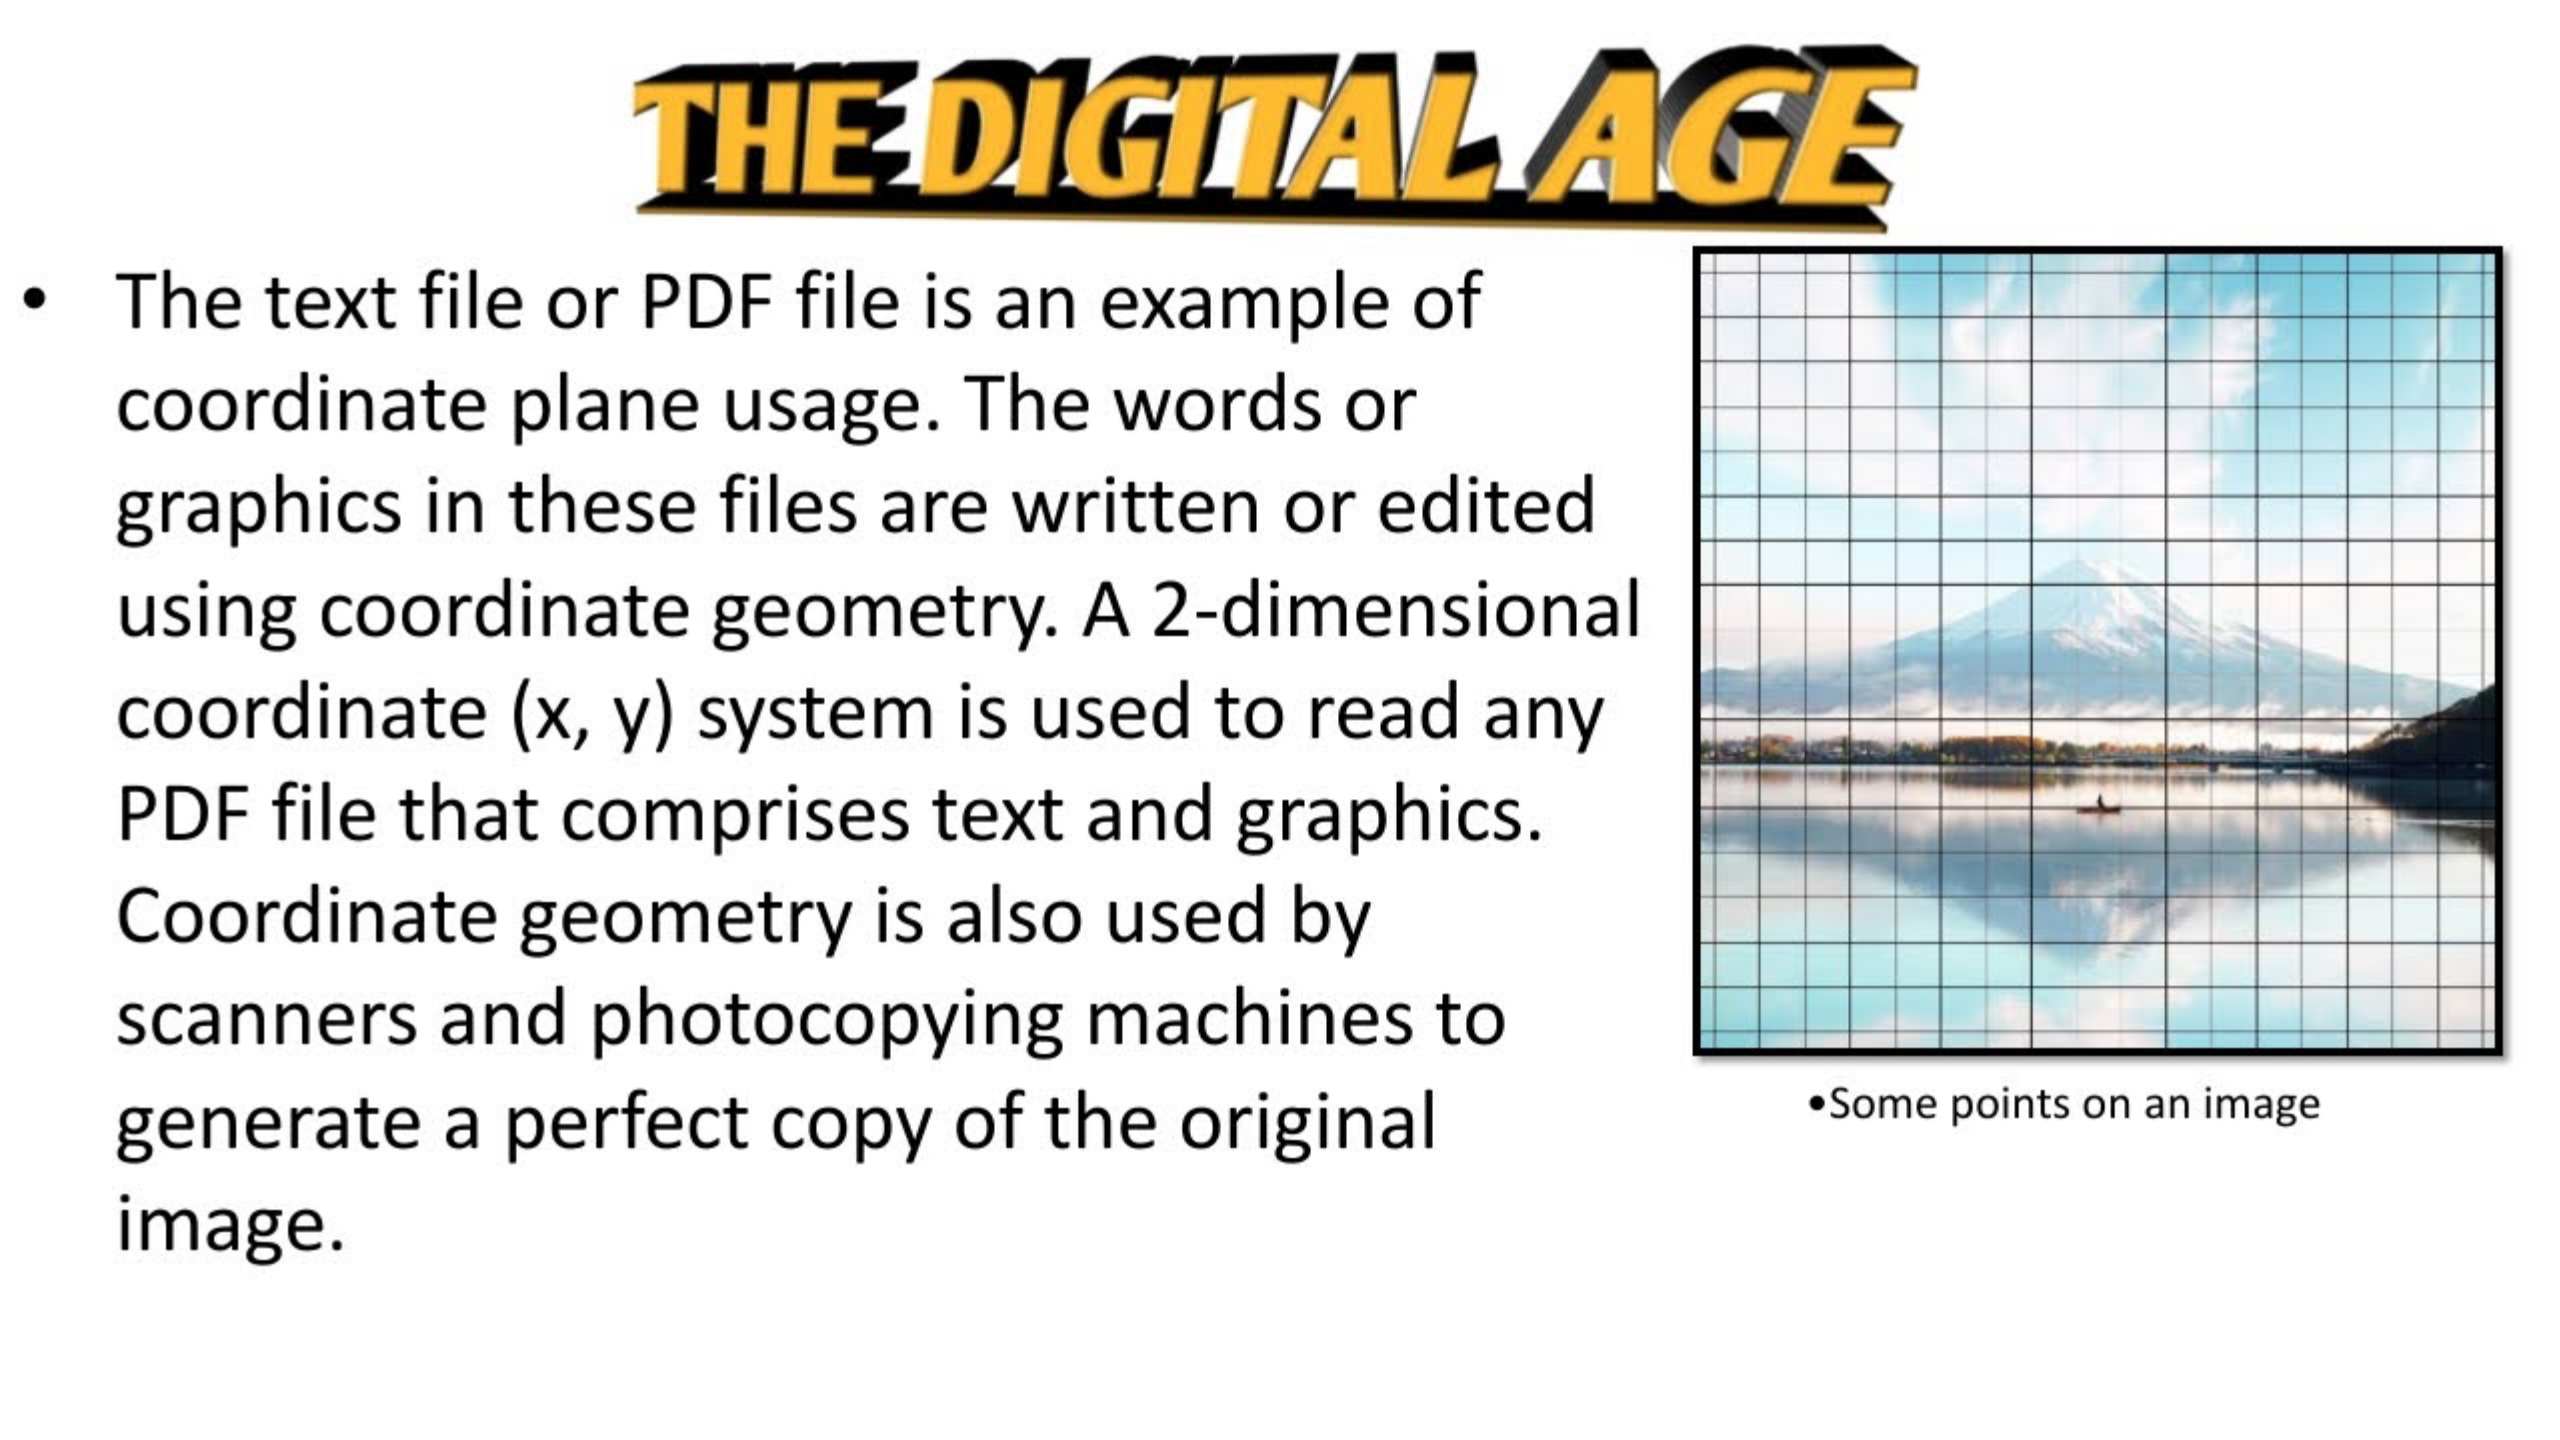 THE DIGITAL AGE
• The text file or PDF file is an example of
coordinate plane usage. The words or
graphics in these files are written or edited
using coordinate geometry. A 2-dimensional
coordinate (x, y) system is used to read any
PDF file that comprises text and graphics.
Coordinate geometry is also used by
scanners and photocopying machines to
generate a perfect copy of the original
image.
•Some points on an image